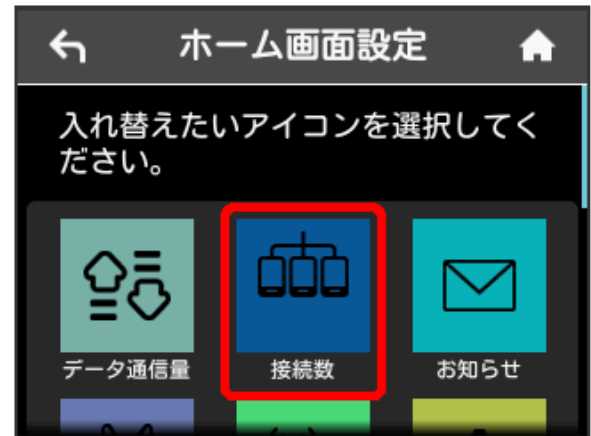 ホーム画面設定
入れ替えたいアイコンを選択してく
ださい。
データ通信量
接続数
お知らせ